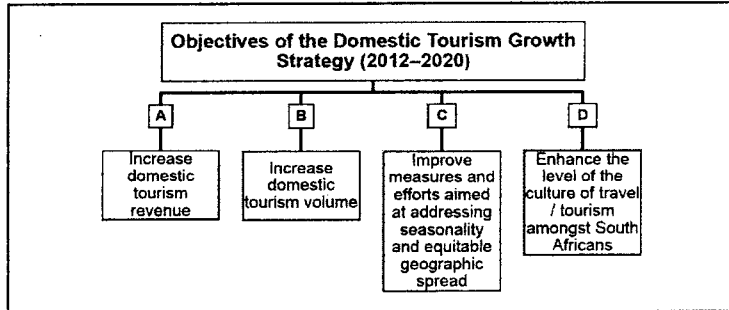 Objectives of the Domestic Tourism Growth
Strategy (2012–2020)
A
Increase
domestic
tourism
revenue
B
Increase
domestic
tourism volume
C
Improve
measures and
efforts aimed
at addressing
seasonality
and equitable
geographic
spread
D
Enhance the
level of the
culture of travel
/ tourism
amongst South
Africans